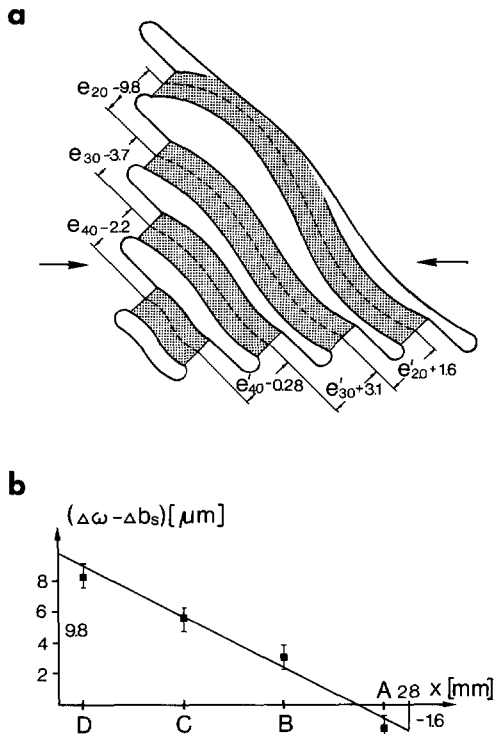 a
e20-9.8
e30-3.7
e40-2.2
e'40-0.28
e'30+3.1
e'20+1.6
b
(Δω-Δbs)[μm]
8
6
4
2
9.8
A 28 x [mm]
-1.6
D C B